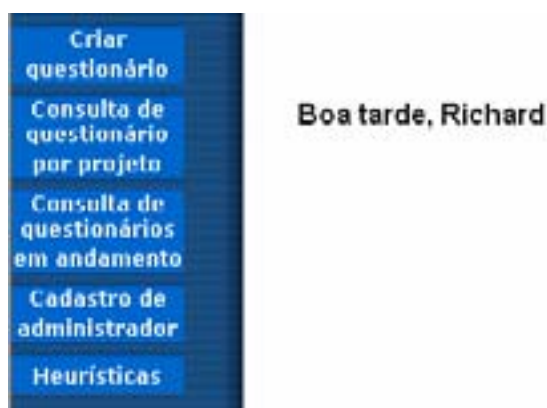 Criar
questionário
Consulta de
questionário
por projeto
Consulta de
questionários
em andamento
Cadastro de
administrador
Heurísticas
Boa tarde, Richard